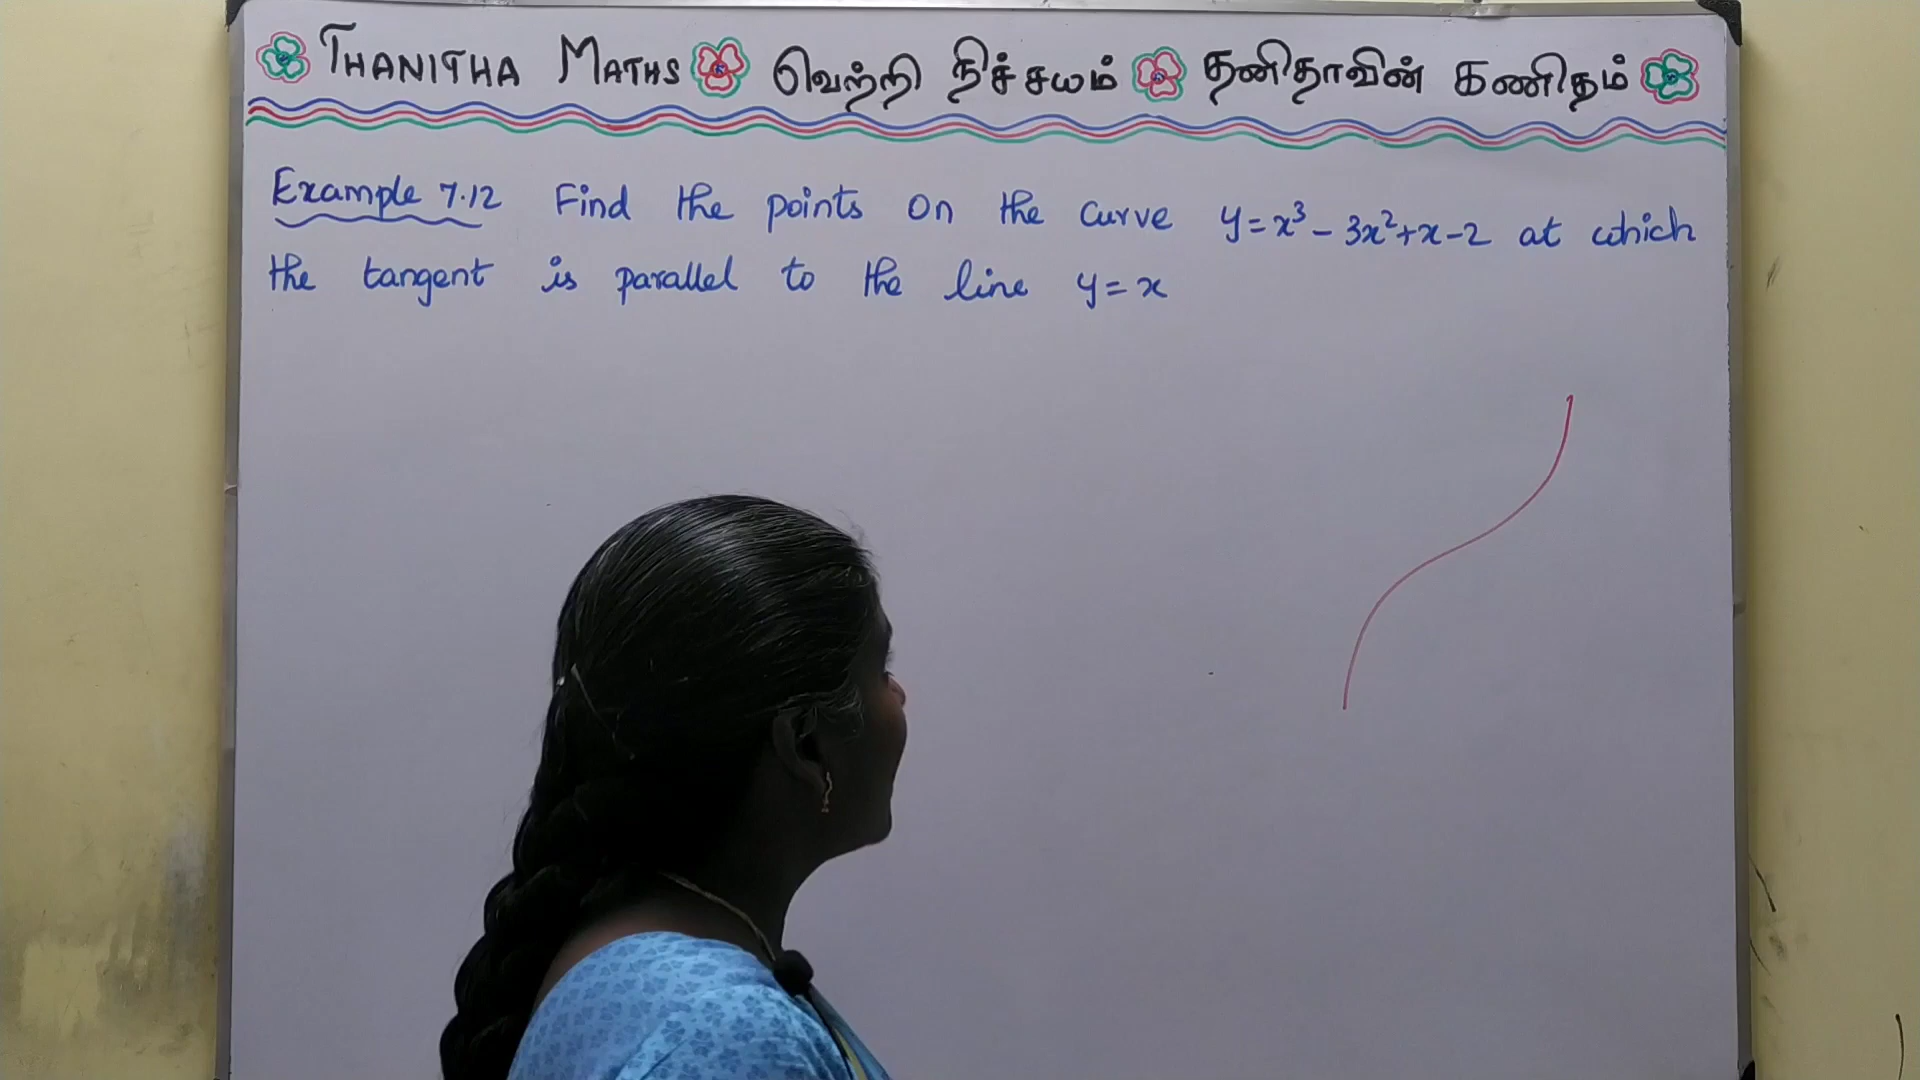 THANITHA MATHS வெற்றி நிச்சயம் தனிதாவின் கணிதம்
Example 7.12 Find the points on the curve y=x³-3x²+x-2 at which
the tangent is parallel to the line y=x